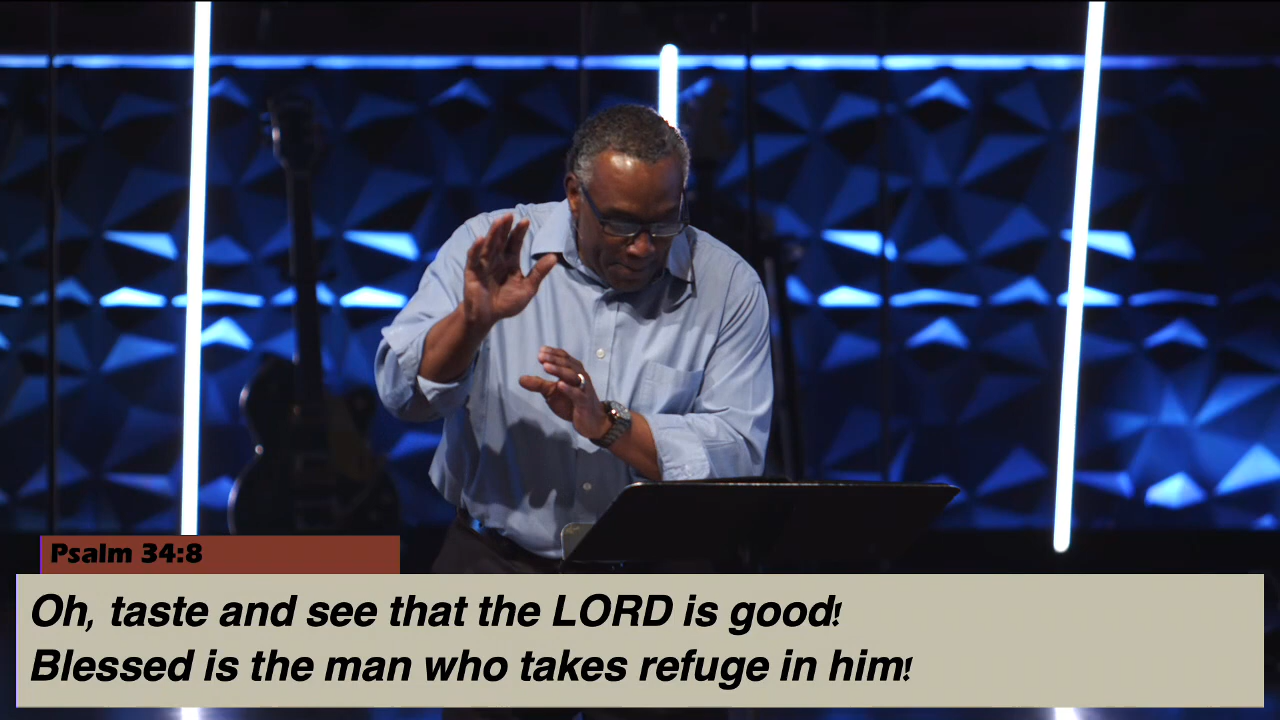 Psalm 34:8
Oh, taste and see that the LORD is good!
Blessed is the man who takes refuge in him!